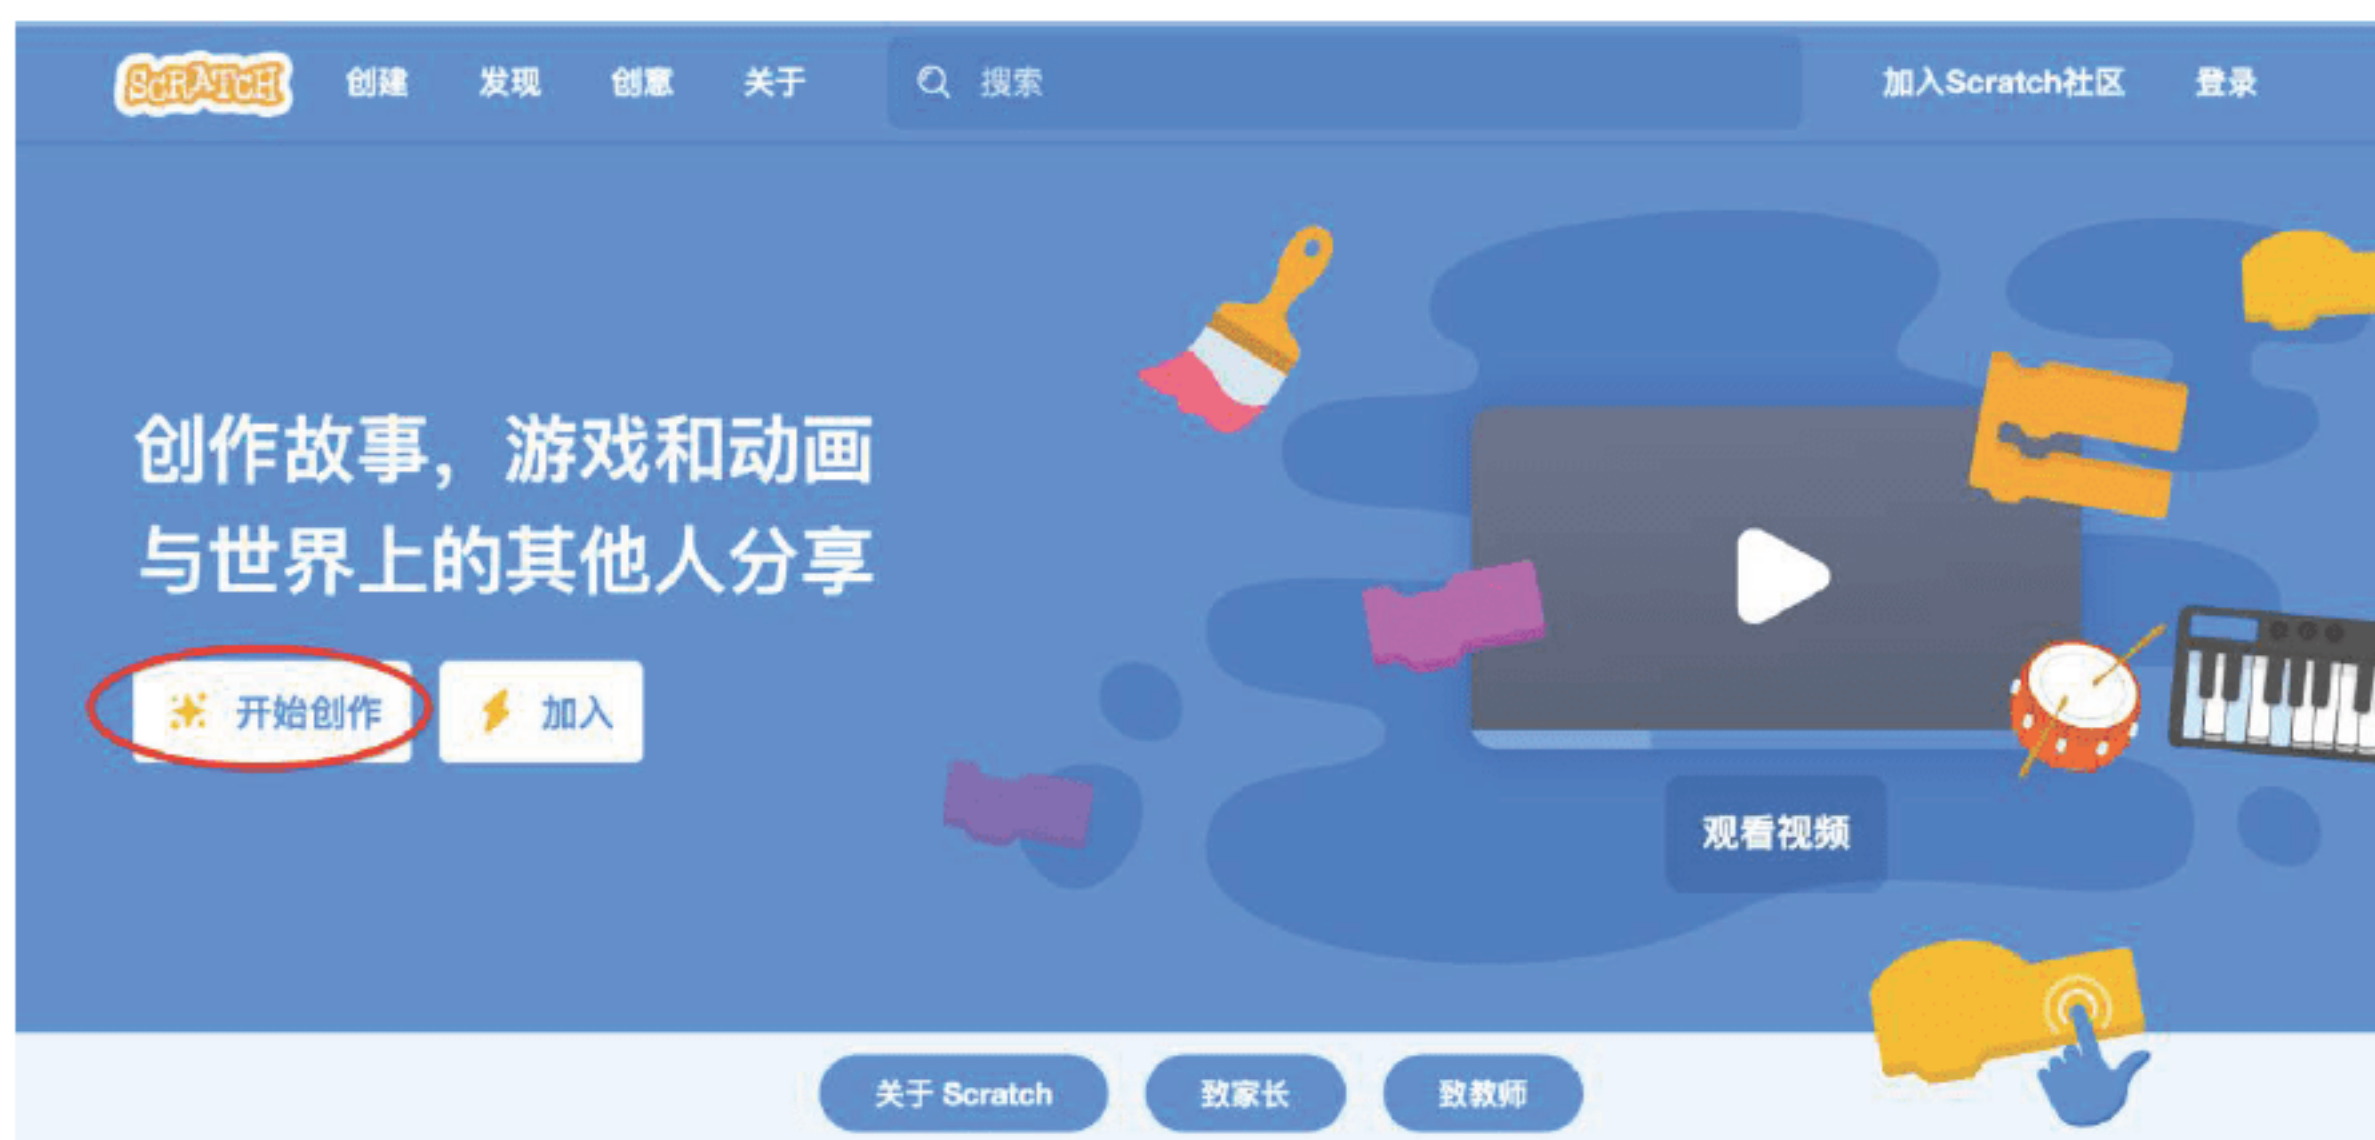 SCRATCH 创建 发现 创意 关于 搜索 加入Scratch社区 登录
创作故事，游戏和动画
与世界上的其他人分享
开始创作 加入
观看视频
关于 Scratch 致家长 致教师